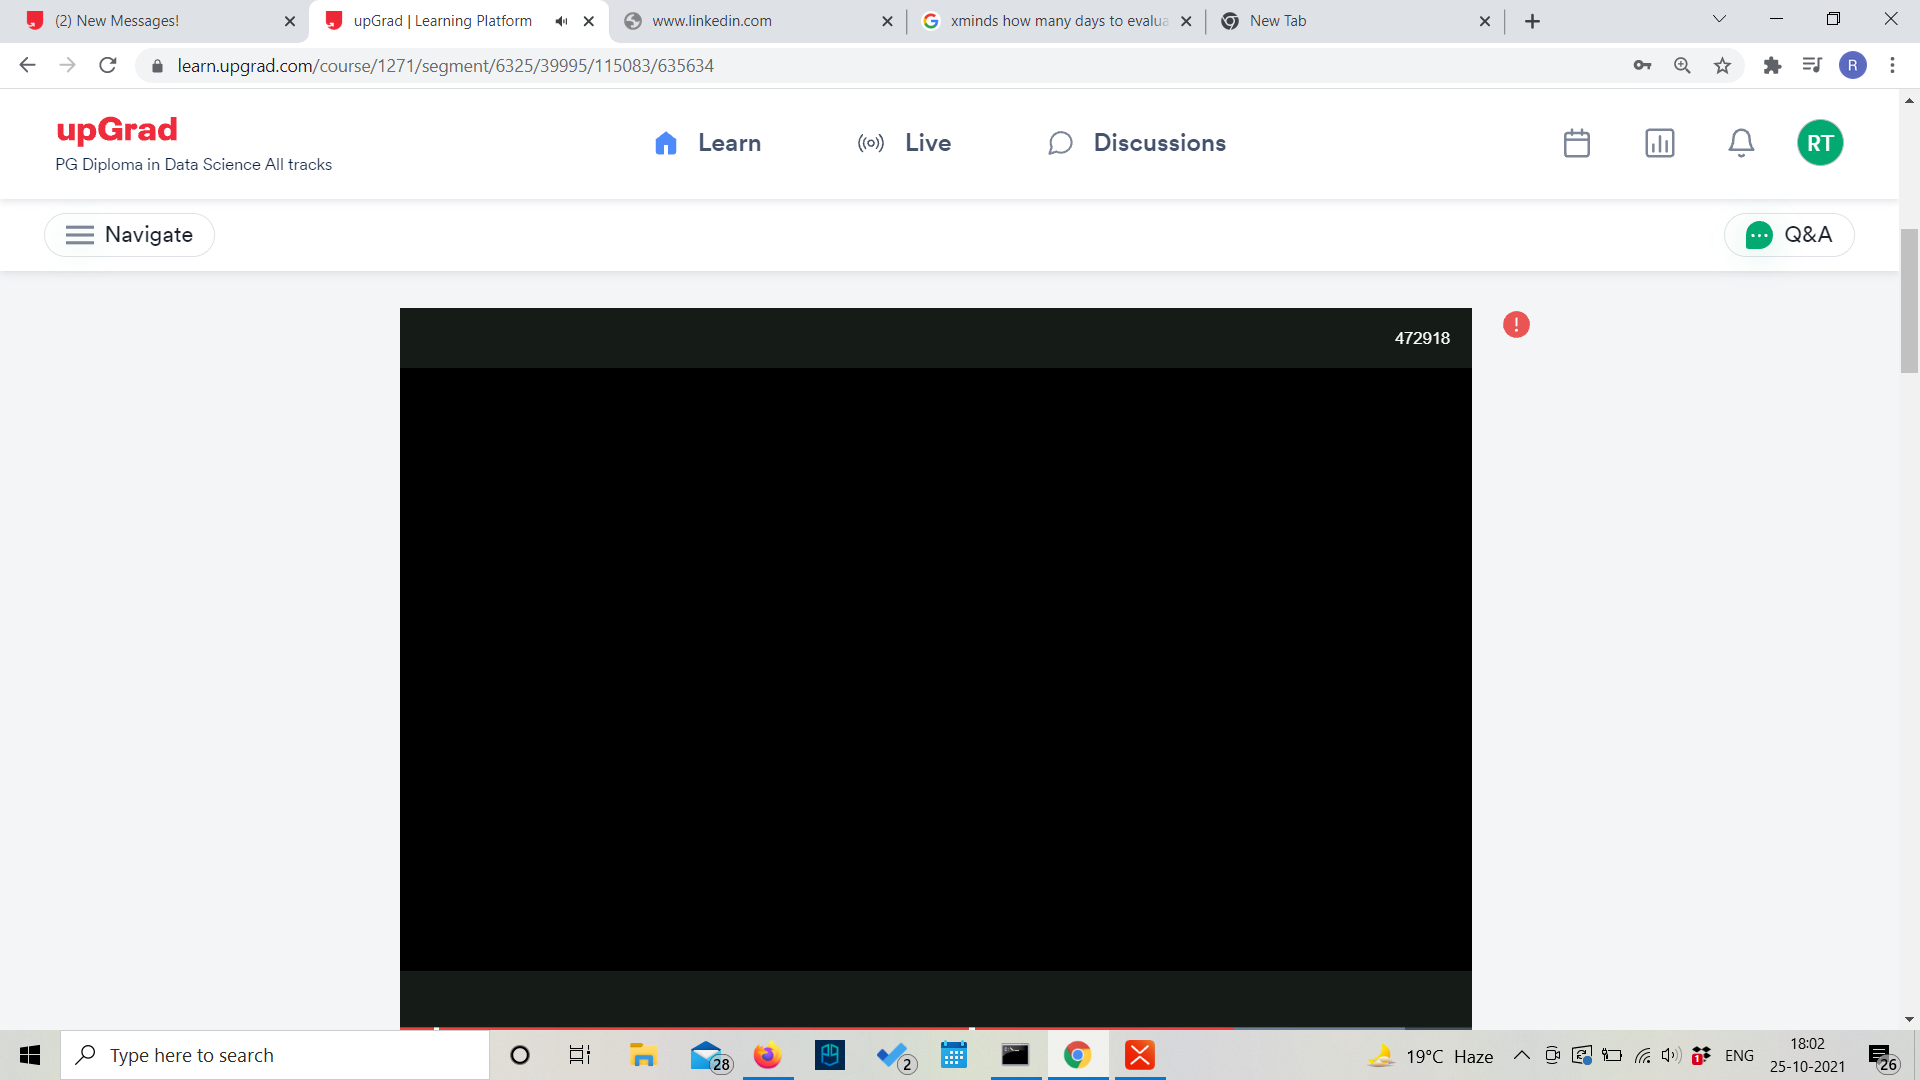 (2) New Messages!
upGrad | Learning Platform
www.linkedin.com
xminds how many days to evalua
New Tab
learn.upgrad.com/course/1271/segment/6325/39995/115083/635634
R
upGrad
PG Diploma in Data Science All tracks
Learn
Live
Discussions
RT
Navigate
Q&A
472918
!
Type here to search
28
2
19°C Haze
1
ENG
18:02
25-10-2021
26